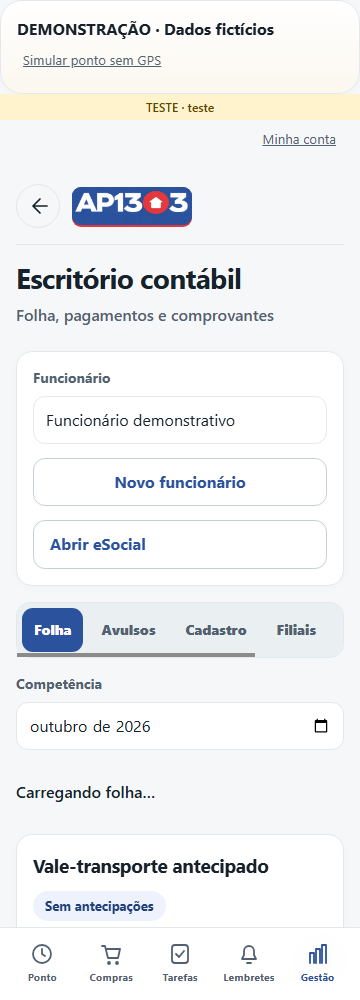 DEMONSTRAÇÃO · Dados fictícios
Simular ponto sem GPS
TESTE · teste
Minha conta
AP1303
Escritório contábil
Folha, pagamentos e comprovantes
Funcionário
Funcionário demonstrativo
Novo funcionário
Abrir eSocial
Folha Avulsos Cadastro Filiais
Competência
outubro de 2026
Carregando folha...
Vale-transporte antecipado
Sem antecipações
Ponto Compras Tarefas Lembretes Gestão